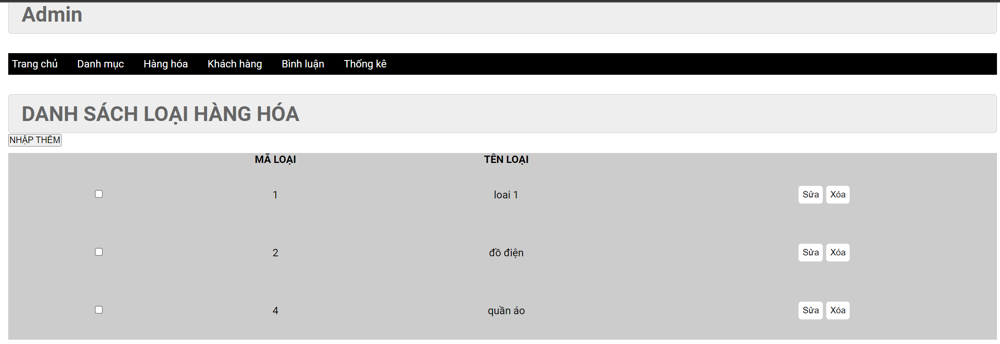 Admin
Trang chủ Danh mục Hàng hóa Khách hàng Bình luận Thống kê
DANH SÁCH LOẠI HÀNG HÓA
NHẬP THÊM
MÃ LOẠI TÊN LOẠI
1 loai 1 Sửa Xóa
2 đồ điện Sửa Xóa
4 quần áo Sửa Xóa